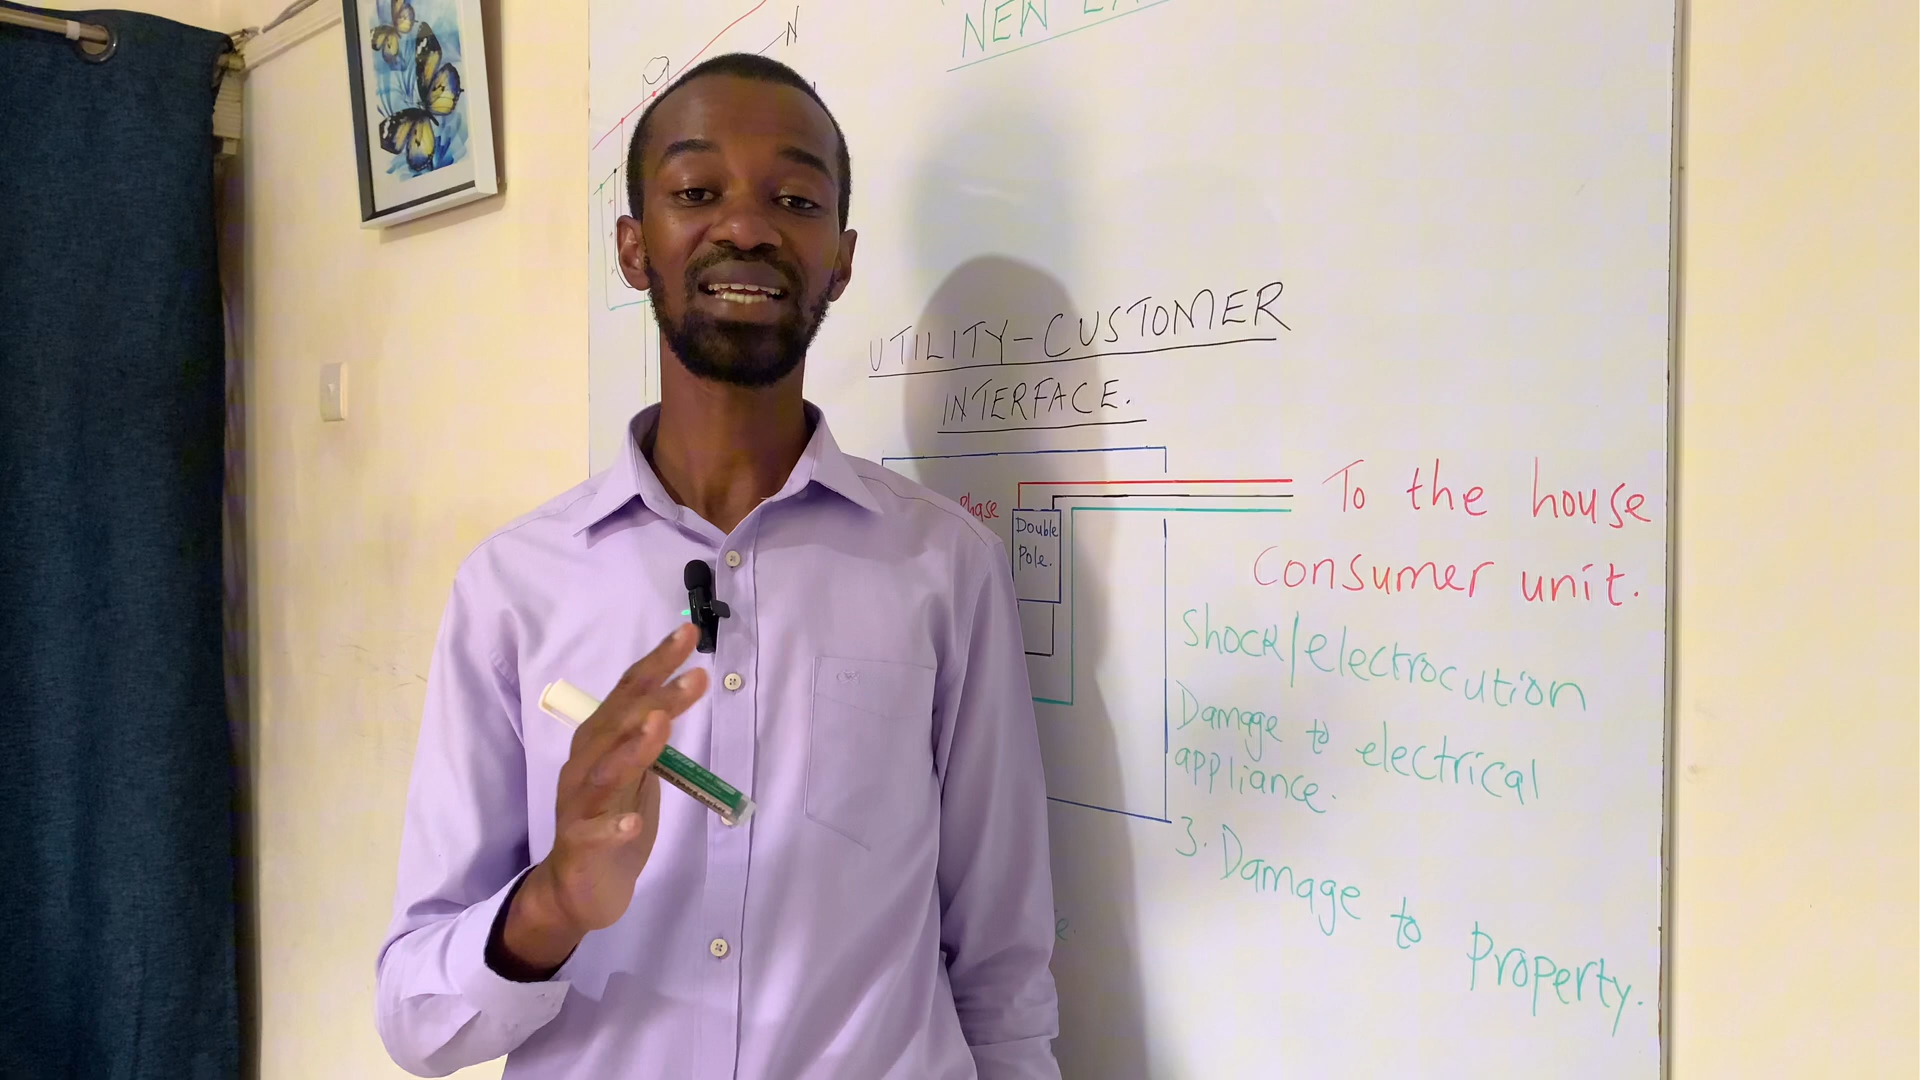 N
NEW
UTILITY-CUSTOMER
INTERFACE.
Phase
Double
Pole.
To the house
Consumer unit.
Shock/electrocution
Damage to electrical
appliance.
3. Damage to
Property.